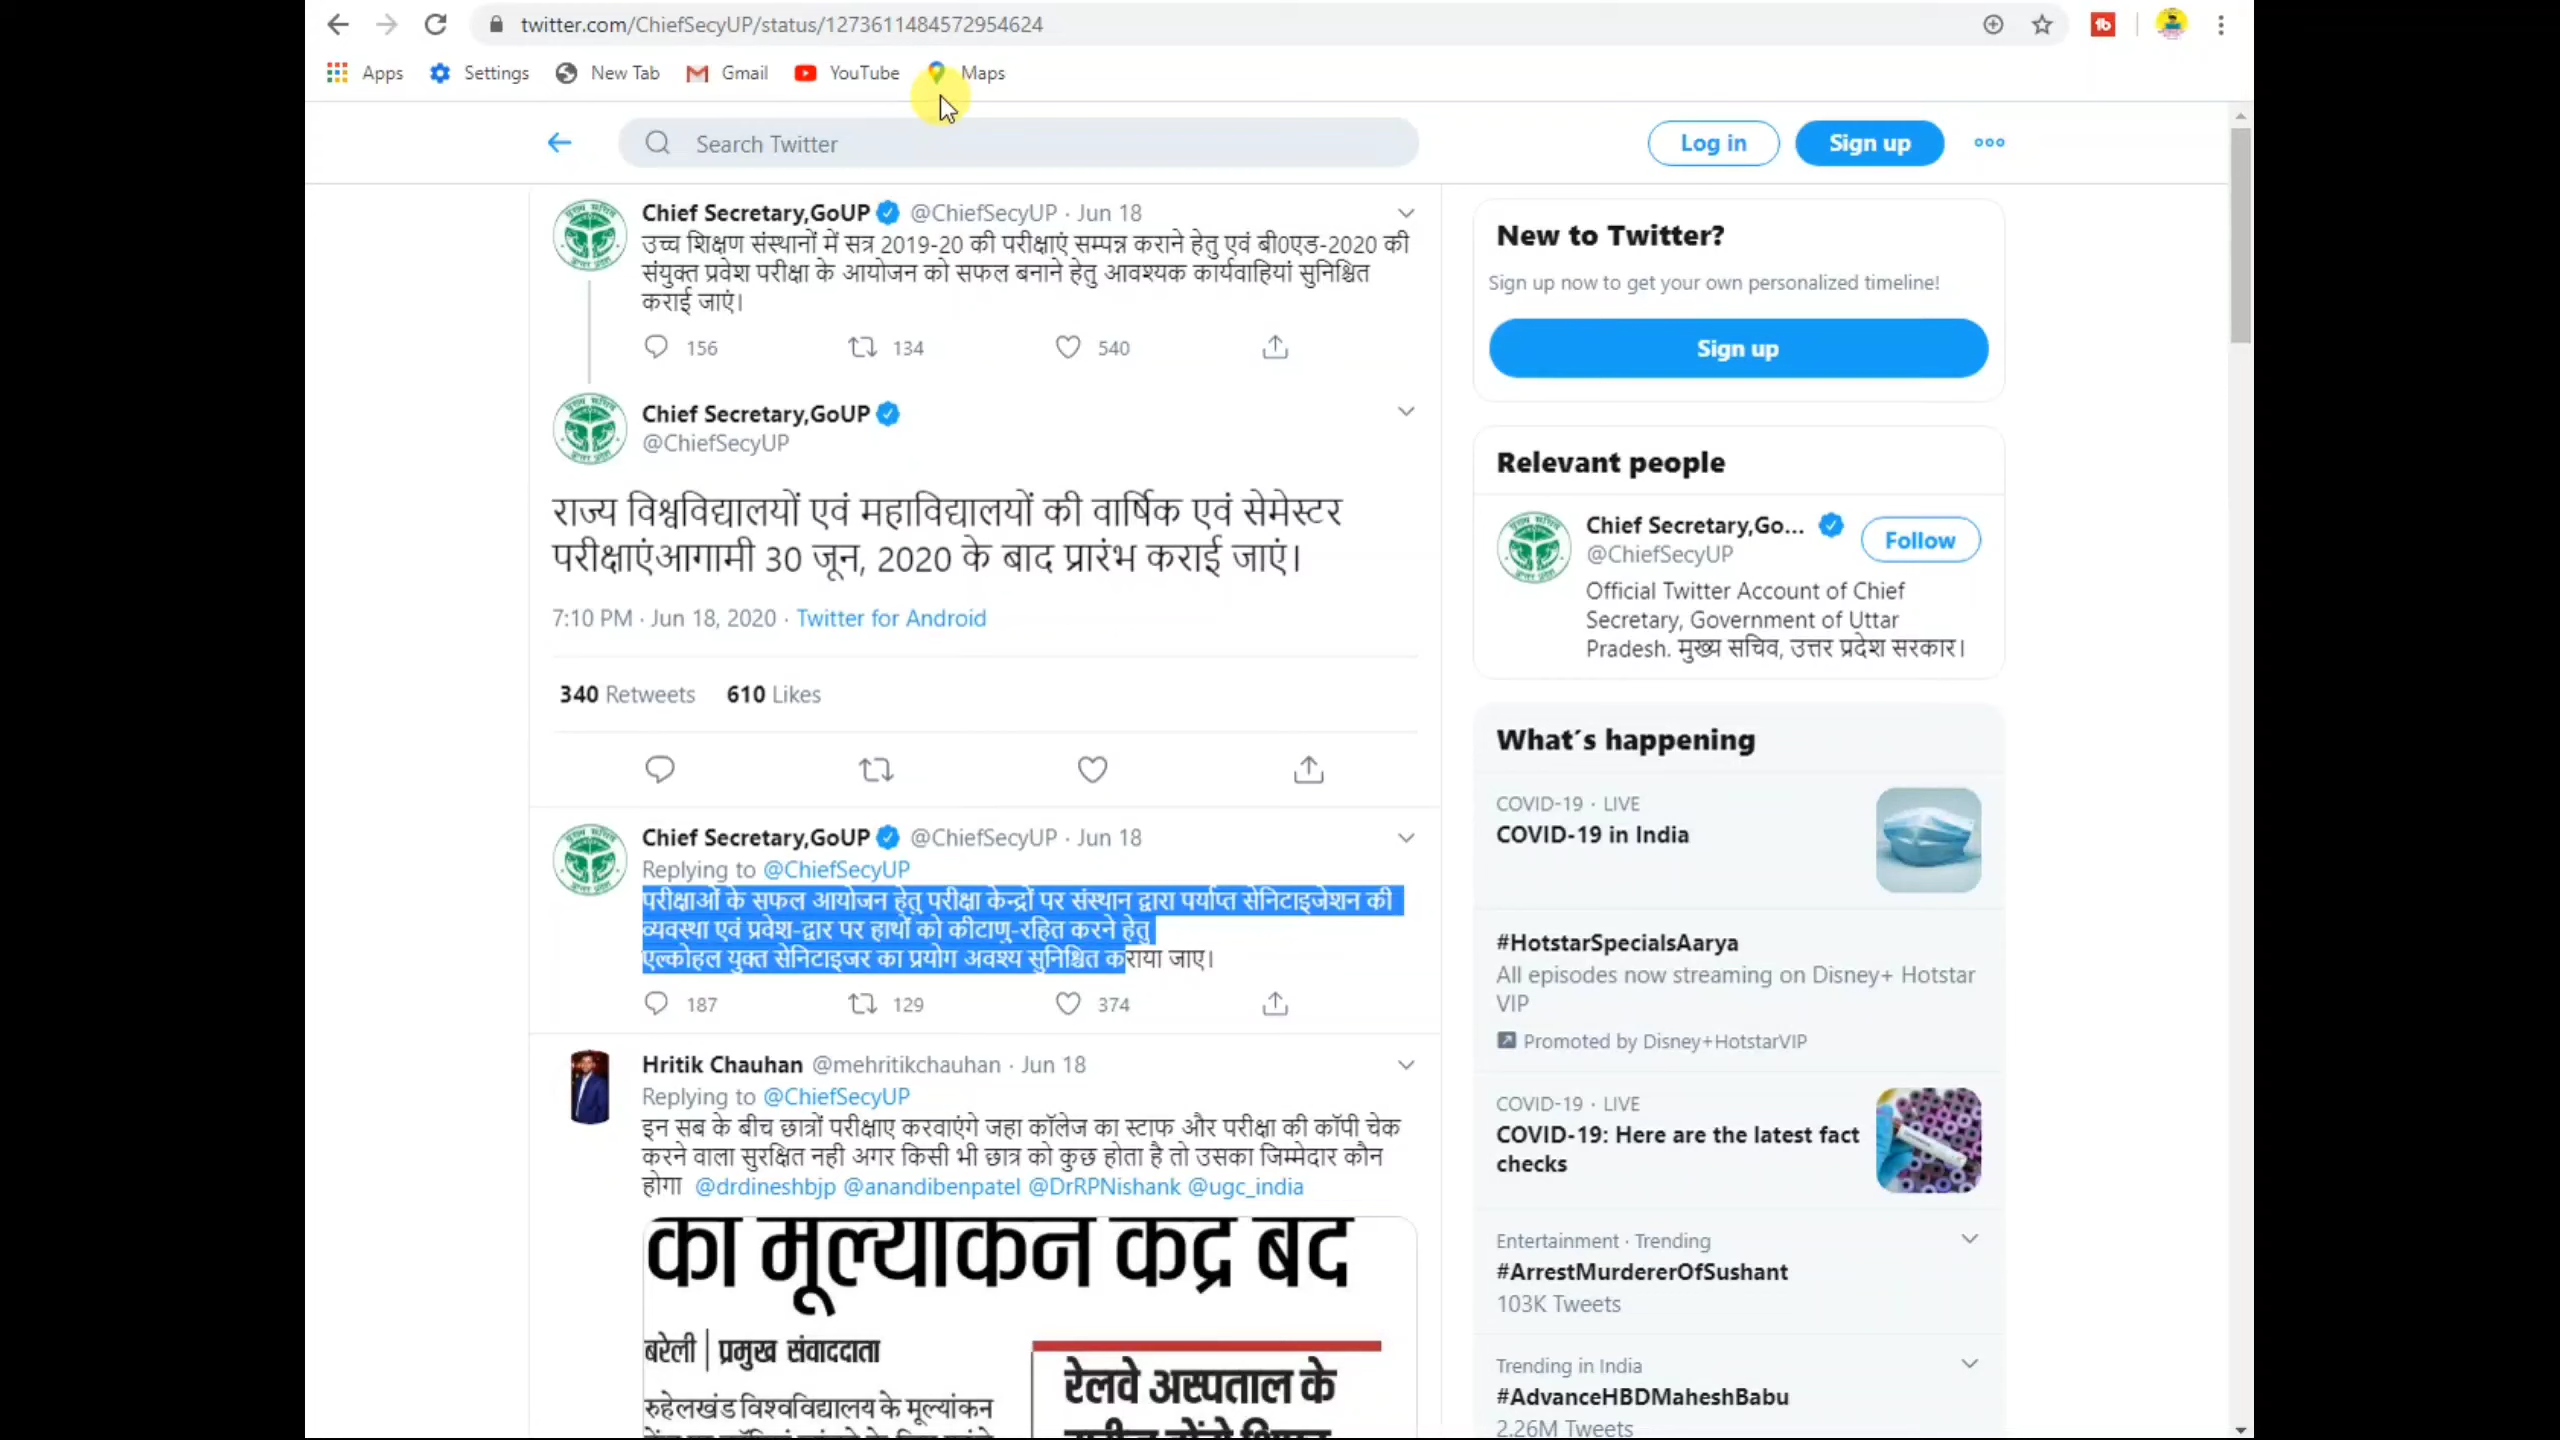 twitter.com/ChiefSecyUP/status/1273611484572954624
Apps
Settings
New Tab
Gmail
YouTube
Maps
Search Twitter
Log in
Sign up
Chief Secretary,GoUP @ChiefSecyUP · Jun 18
उच्च शिक्षण संस्थानों में सत्र 2019-20 की परीक्षाएं सम्पन्न कराने हेतु एवं बी0एड-2020 की
संयुक्त प्रवेश परीक्षा के आयोजन को सफल बनाने हेतु आवश्यक कार्यवाहियां सुनिश्चित
कराई जाएं।
156
134
540
Chief Secretary,GoUP
@ChiefSecyUP
राज्य विश्वविद्यालयों एवं महाविद्यालयों की वार्षिक एवं सेमेस्टर
परीक्षाएंआगामी 30 जून, 2020 के बाद प्रारंभ कराई जाएं।
7:10 PM · Jun 18, 2020 · Twitter for Android
340 Retweets 610 Likes
Chief Secretary,GoUP @ChiefSecyUP · Jun 18
Replying to @ChiefSecyUP
परीक्षाओं के सफल आयोजन हेतु परीक्षा केन्द्रों पर संस्थान द्वारा पर्याप्त सेनिटाइजेशन की
व्यवस्था एवं प्रवेश-द्वार पर हाथों को कीटाणु-रहित करने हेतु
एल्कोहल युक्त सेनिटाइजर का प्रयोग अवश्य सुनिश्चित कराया जाए।
187
129
374
Hritik Chauhan @mehritikchauhan · Jun 18
Replying to @ChiefSecyUP
इन सब के बीच छात्रों परीक्षाए करवाएंगे जहा कॉलेज का स्टाफ और परीक्षा की कॉपी चेक
करने वाला सुरक्षित नही अगर किसी भी छात्र को कुछ होता है तो उसका जिम्मेदार कौन
होगा @drdineshbjp @anandibenpatel @DrRPNishank @ugc_india
का मूल्यांकन केंद्र बंद
बरेली | प्रमुख संवाददाता
रुहेलखंड विश्वविद्यालय के मूल्यांकन
रेलवे अस्पताल के
New to Twitter?
Sign up now to get your own personalized timeline!
Sign up
Relevant people
Chief Secretary,Go...
@ChiefSecyUP
Follow
Official Twitter Account of Chief
Secretary, Government of Uttar
Pradesh. मुख्य सचिव, उत्तर प्रदेश सरकार।
What's happening
COVID-19 · LIVE
COVID-19 in India
#HotstarSpecialsAarya
All episodes now streaming on Disney+ Hotstar
VIP
Promoted by Disney+HotstarVIP
COVID-19 · LIVE
COVID-19: Here are the latest fact
checks
Entertainment · Trending
#ArrestMurdererOfSushant
103K Tweets
Trending in India
#AdvanceHBDMaheshBabu
2.26M Tweets